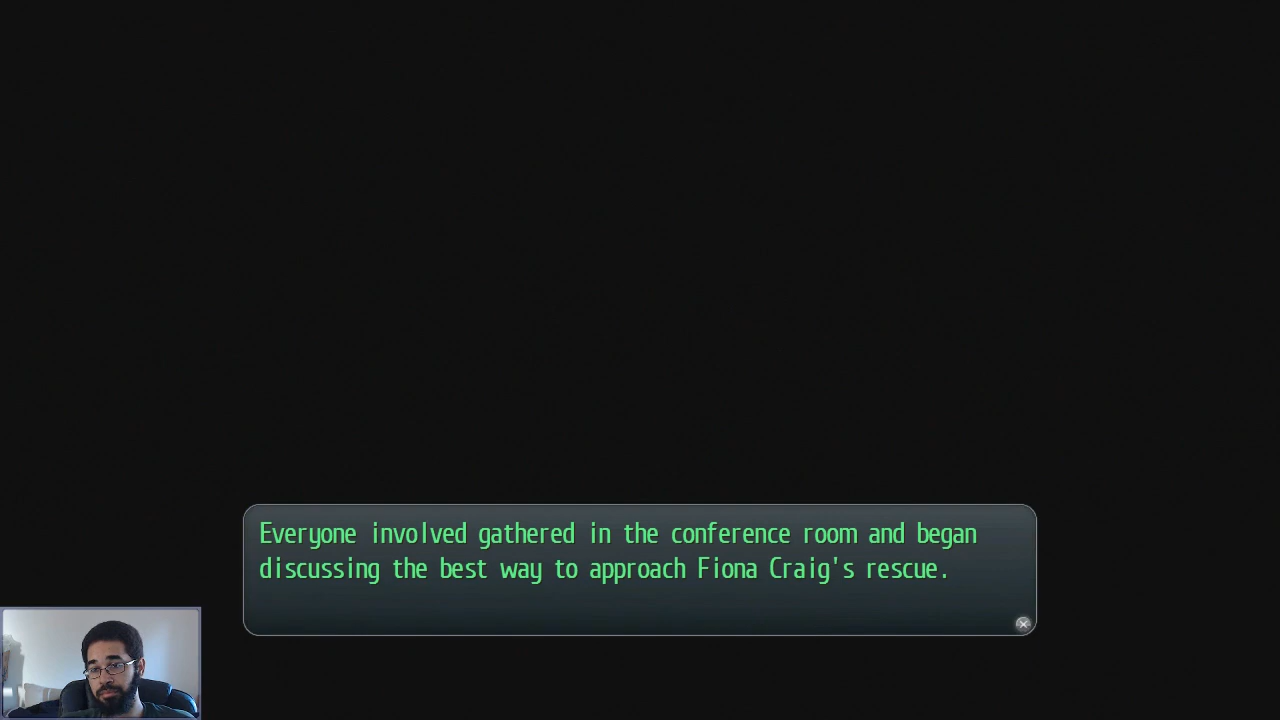 Everyone involved gathered in the conference room and began
discussing the best way to approach Fiona Craig's rescue.